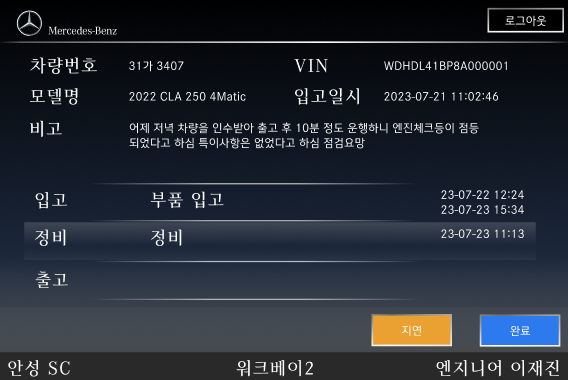 Mercedes-Benz
로그아웃
차량번호 31가 3407 VIN WDHDL41BP8A000001
모델명 2022 CLA 250 4Matic 입고일시 2023-07-21 11:02:46
비고 어제 저녁 차량을 인수받아 출고 후 10분 정도 운행하니 엔진체크등이 점등
되었다고 하심 특이사항은 없었다고 하심 점검요망
입고 부품 입고 23-07-22 12:24
23-07-23 15:34
정비 정비 23-07-23 11:13
출고
지연 완료
안성 SC 워크베이2 엔지니어 이재진